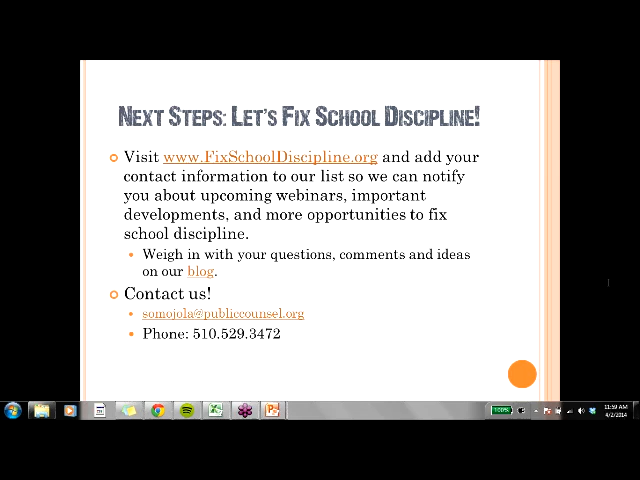 Next Steps: Let's Fix School Discipline!
Visit www.FixSchoolDiscipline.org and add your
contact information to our list so we can notify
you about upcoming webinars, important
developments, and more opportunities to fix
school discipline.
Weigh in with your questions, comments and ideas
on our blog.
Contact us!
somojola@publiccounsel.org
Phone: 510.529.3472
100%
11:59 AM
4/2/2014